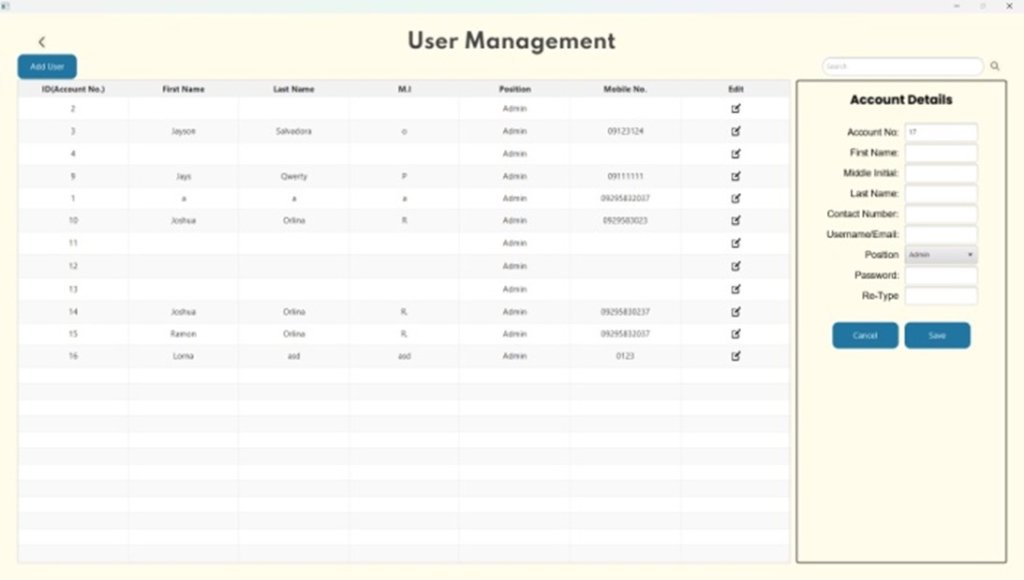 User Management
Add User
Search
ID(Account No.) First Name Last Name M.I Position Mobile No. Edit
2 Admin
3 Jayson Salvadora o Admin 09123124
4 Admin
9 Jays Qwerty P Admin 09111111
1 a a a Admin 09295832037
10 Joshua Orlina R. Admin 0929583023
11 Admin
12 Admin
13 Admin
14 Joshua Orlina R. Admin 09295830237
15 Ramon Orlina R. Admin 09295832037
16 Lorna asd asd Admin 0123
Account Details
Account No: 17
First Name:
Middle Initial:
Last Name:
Contact Number:
Username/Email:
Position Admin
Password:
Re-Type
Cancel Save